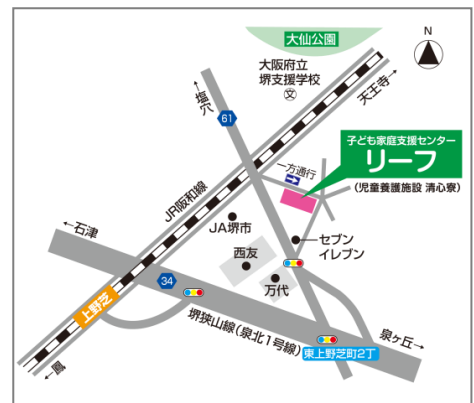 大仙公園
N
大阪府立
堺支援学校
文
天王寺→
←塩穴
61
子ども家庭支援センター
リーフ
(児童養護施設 清心寮)
一方通行
JR阪和線
JA堺市
←石津
セブン
イレブン
西友
万代
34
上野芝
堺狭山線(泉北1号線)
泉ヶ丘→
東上野芝町2丁
←鳳